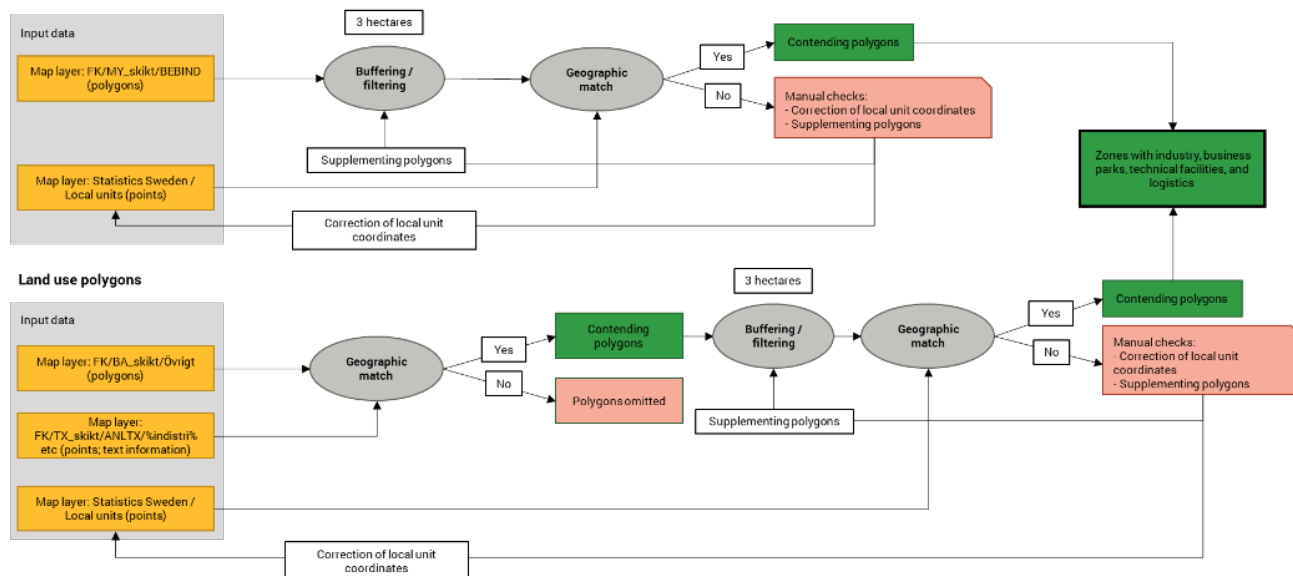 Input data
Map layer: FK/MY_skikt/BEBIND
(polygons)
Map layer: Statistics Sweden /
Local units (points)
3 hectares
Buffering /
filtering
Geographic
match
Yes
No
Contending polygons
Manual checks:
- Correction of local unit coordinates
- Supplementing polygons
Supplementing polygons
Correction of local unit
coordinates
Zones with industry, business
parks, technical facilities, and
logistics
Land use polygons
Input data
Map layer: FK/BA_skikt/Övrigt
(polygons)
Map layer:
FK/TX_skikt/ANLTX/%indistri%
etc (points; text information)
Map layer: Statistics Sweden /
Local units (points)
Geographic
match
Yes
No
Contending
polygons
Polygons omitted
3 hectares
Buffering /
filtering
Geographic
match
Yes
No
Contending polygons
Manual checks:
- Correction of local unit
coordinates
- Supplementing polygons
Supplementing polygons
Correction of local unit
coordinates